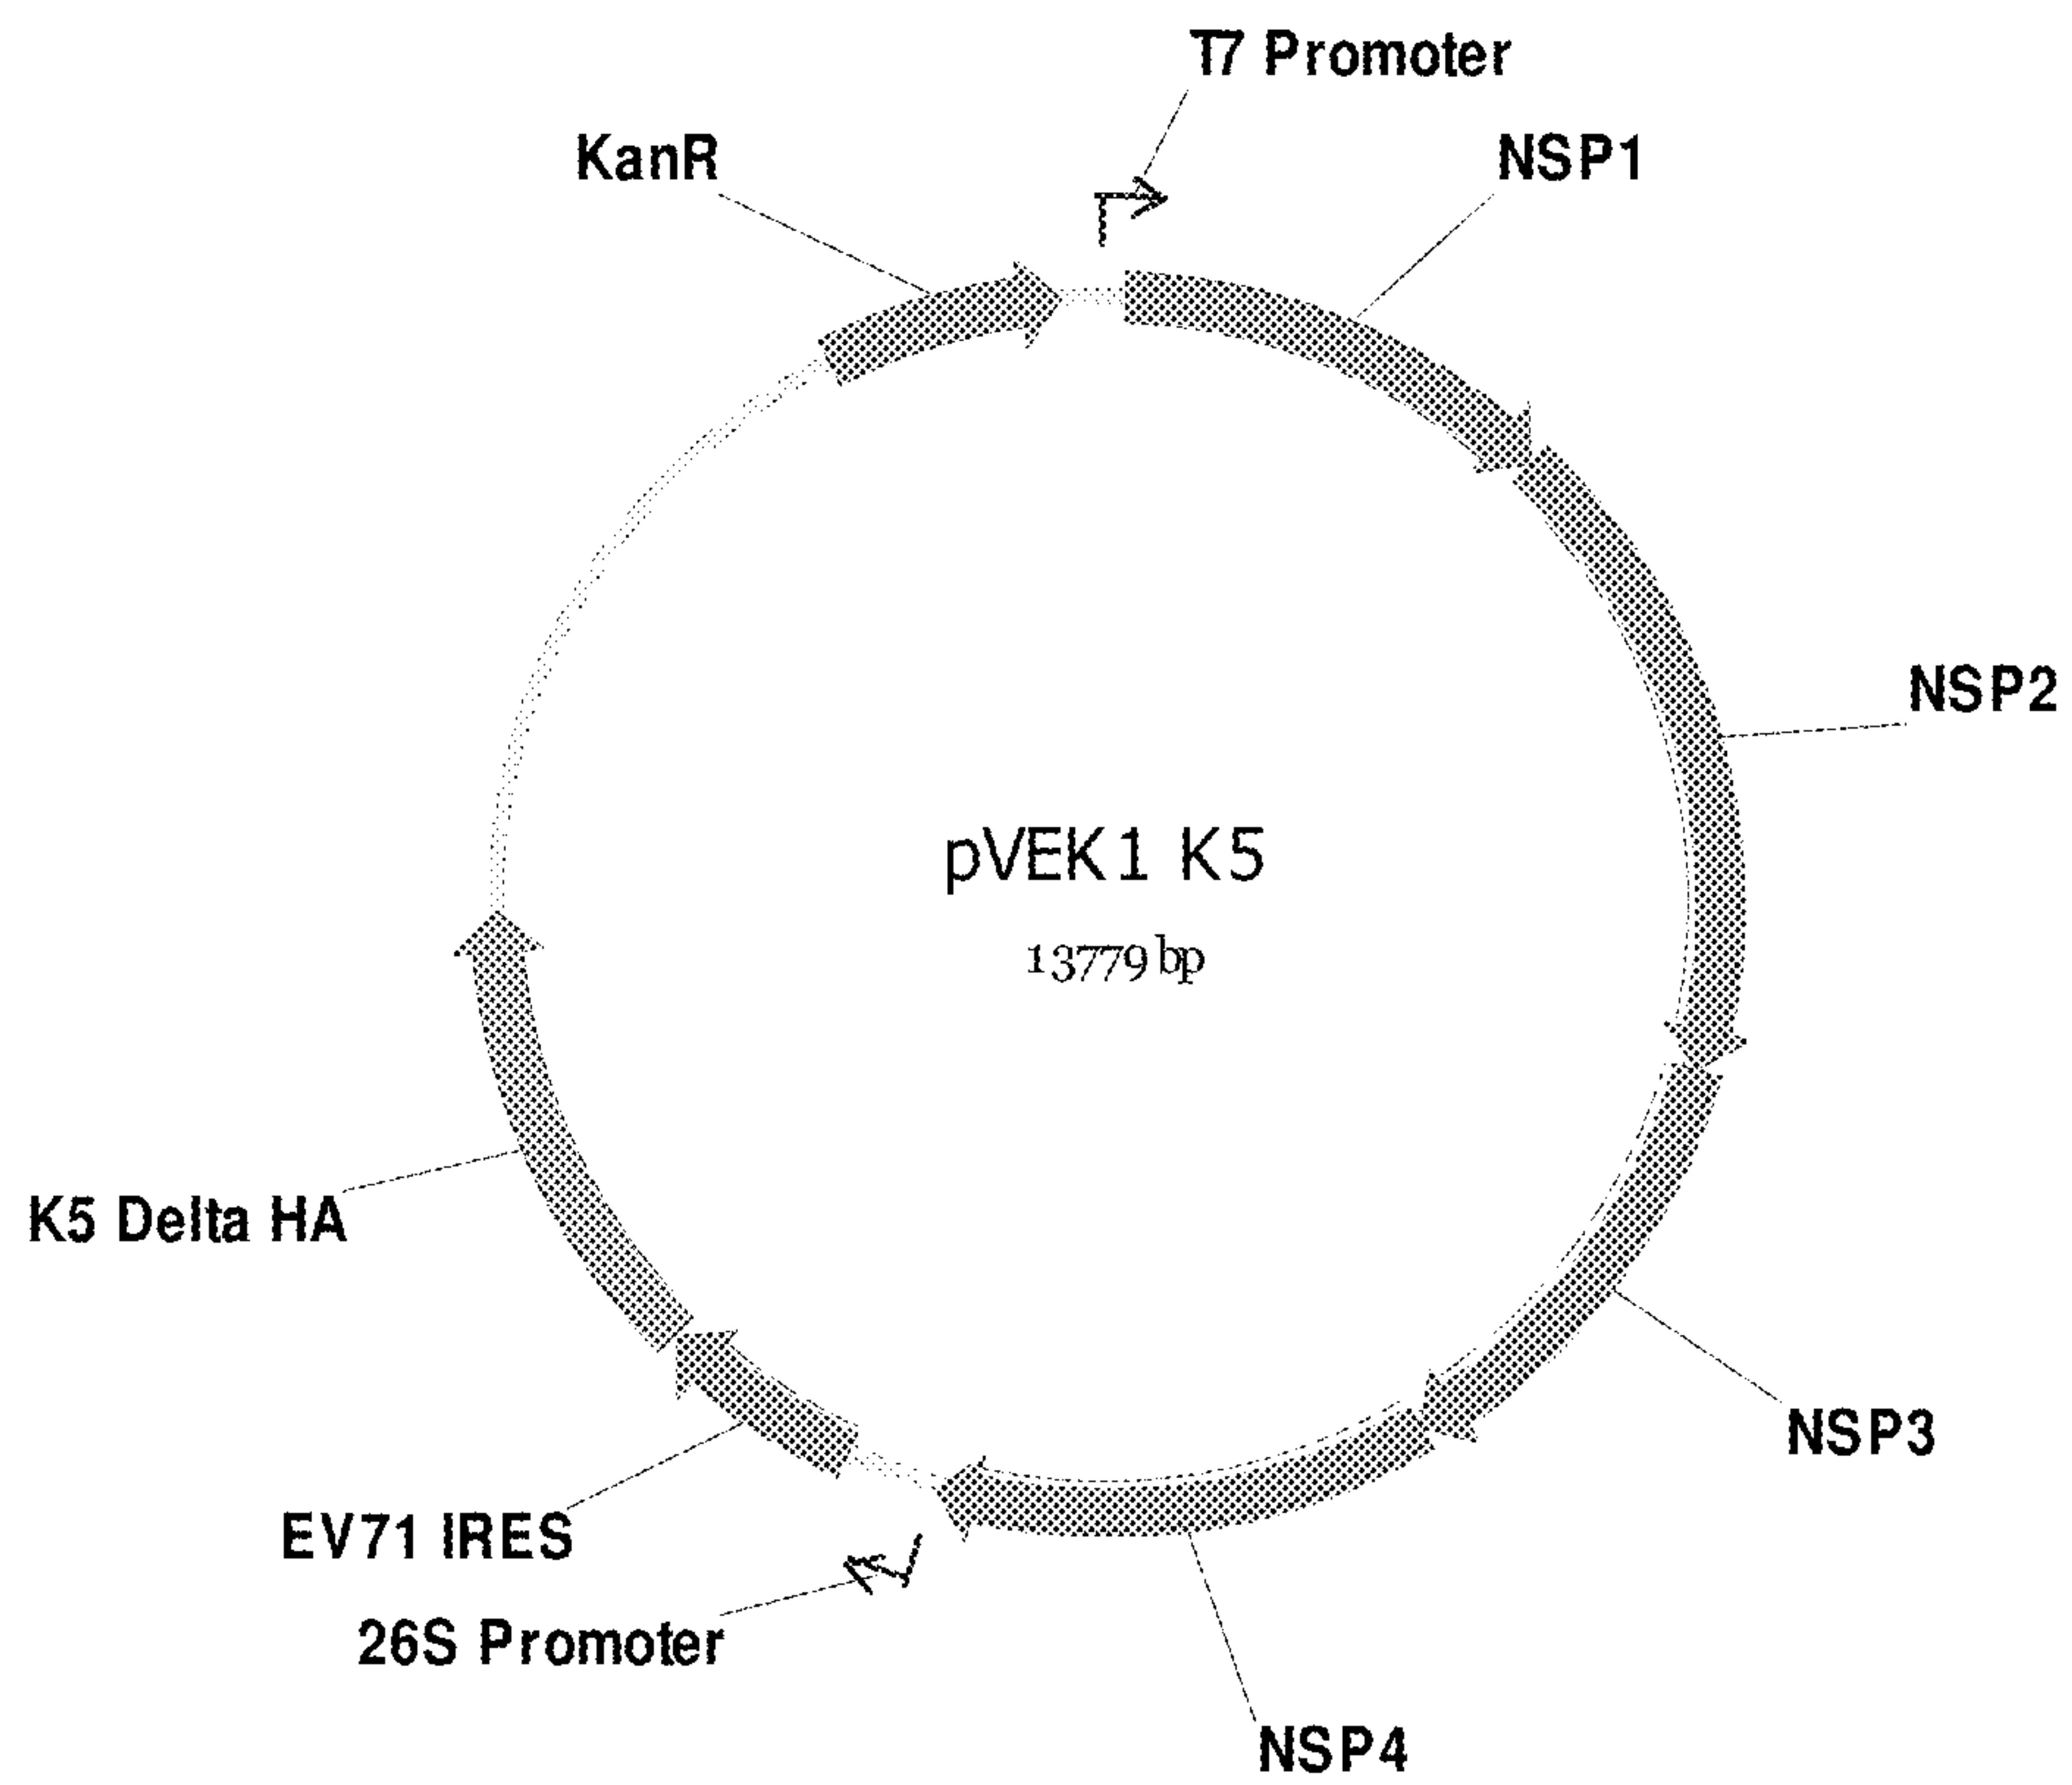 T7 Promoter
KanR
NSP1
NSP2
pVEK1 K5
13779 bp
K5 Delta HA
NSP3
EV71 IRES
26S Promoter
NSP4